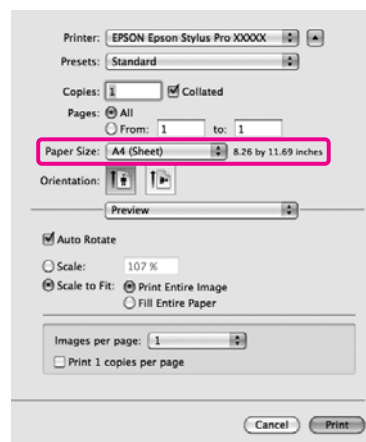 Printer: EPSON Epson Stylus Pro XXXXX
Presets: Standard
Copies: 1 Collated
Pages: All
From: 1 to: 1
Paper Size: A4 (Sheet) 8.26 by 11.69 inches
Orientation:
Preview
Auto Rotate
Scale: 107 %
Scale to Fit: Print Entire Image
Fill Entire Paper
Images per page: 1
Print 1 copies per page
Cancel Print